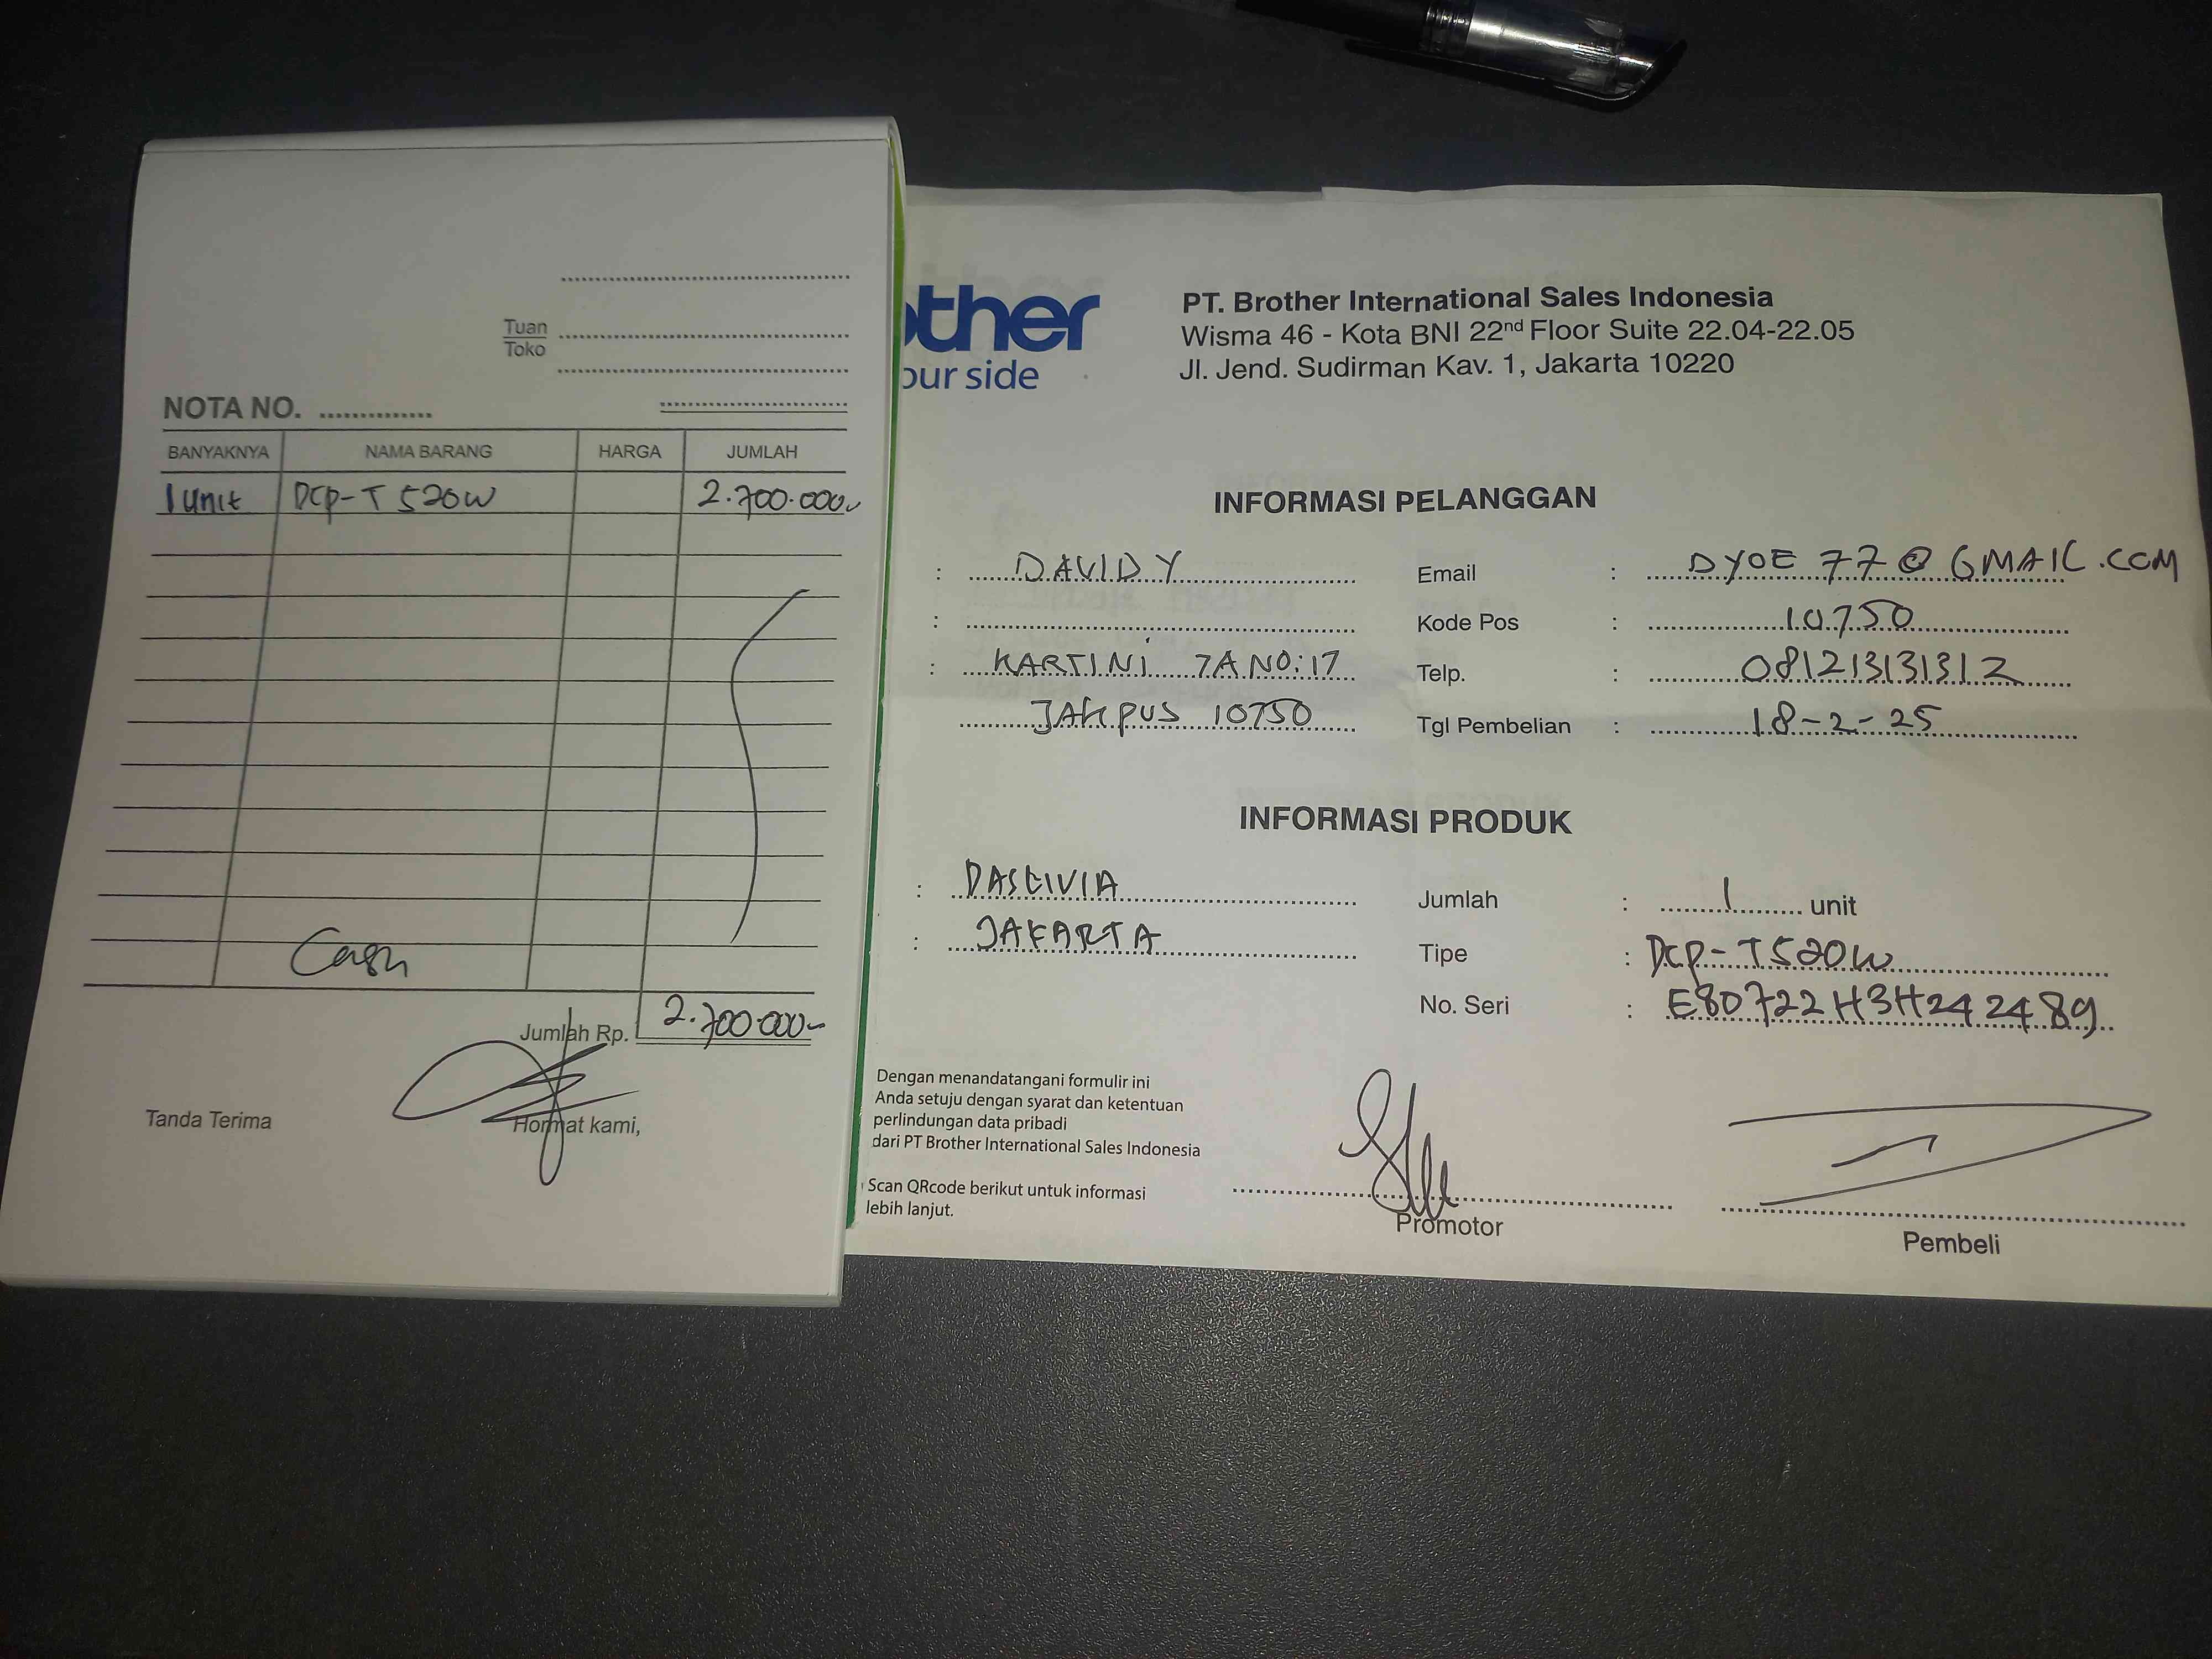 Tuan
Toko
NOTA NO. ..............
BANYAKNYA NAMA BARANG HARGA JUMLAH
1 Unit DCP-T520W 2.700.000
Cash
Jumlah Rp. 2.700.000
Tanda Terima Hormat kami,
other
our side
PT. Brother International Sales Indonesia
Wisma 46 - Kota BNI 22nd Floor Suite 22.04-22.05
Jl. Jend. Sudirman Kav. 1, Jakarta 10220
INFORMASI PELANGGAN
: DAVID Y Email : DYOE77@GMAIL.COM
: Kode Pos : 10750
: KARTINI 7A NO:17 Telp. : 081213131312
JAKPUS 10750 Tgl Pembelian : 18-2-25
INFORMASI PRODUK
: Jumlah : 1 unit
: JAKARTA Tipe : DCP-T520W
No. Seri : E80722H3H242489
Dengan menandatangani formulir ini
Anda setuju dengan syarat dan ketentuan
perlindungan data pribadi
dari PT Brother International Sales Indonesia
Scan QRcode berikut untuk informasi
lebih lanjut.
Promotor
Pembeli